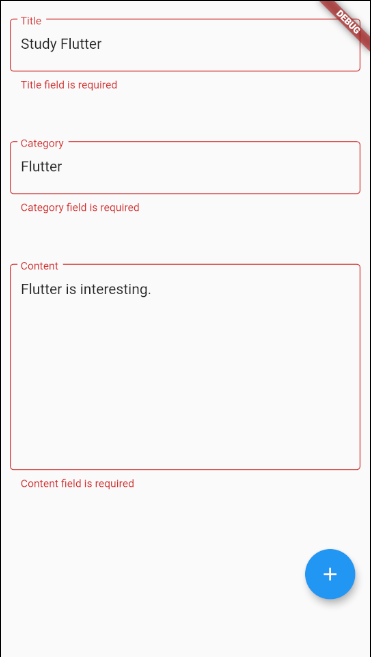 DEBUG
Title
Study Flutter
Title field is required
Category
Flutter
Category field is required
Content
Flutter is interesting.
Content field is required
+